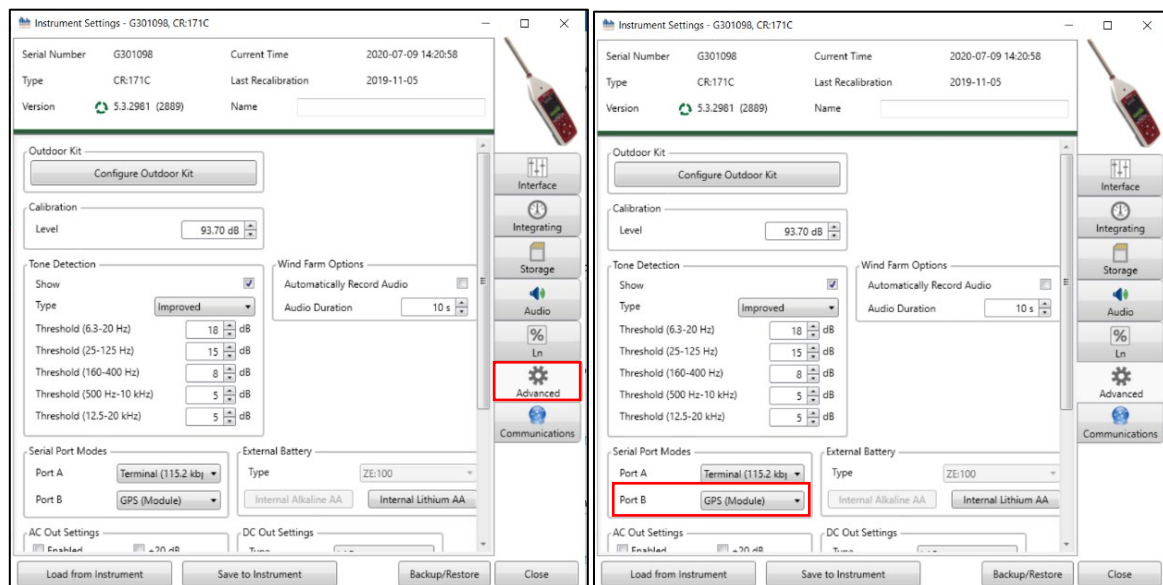 Instrument Settings - G301098, CR:171C
Serial Number G301098 Current Time 2020-07-09 14:20:58
Type CR:171C Last Recalibration 2019-11-05
Version 5.3.2981 (2889) Name
Outdoor Kit
Configure Outdoor Kit
Calibration
Level 93.70 dB
Tone Detection
Show
Type Improved
Threshold (6.3-20 Hz) 18 dB
Threshold (25-125 Hz) 15 dB
Threshold (160-400 Hz) 8 dB
Threshold (500 Hz-10 kHz) 5 dB
Threshold (12.5-20 kHz) 5 dB
Wind Farm Options
Automatically Record Audio
Audio Duration 10 s
Serial Port Modes
Port A Terminal (115.2 kbp
Port B GPS (Module)
External Battery
Type ZE:100
Internal Alkaline AA Internal Lithium AA
AC Out Settings
Enabled +20 dB
DC Out Settings
Type
Interface
Integrating
Storage
Audio
%
Ln
Advanced
Communications
Load from Instrument Save to Instrument Backup/Restore Close
Instrument Settings - G301098, CR:171C
Serial Number G301098 Current Time 2020-07-09 14:20:58
Type CR:171C Last Recalibration 2019-11-05
Version 5.3.2981 (2889) Name
Outdoor Kit
Configure Outdoor Kit
Calibration
Level 93.70 dB
Tone Detection
Show
Type Improved
Threshold (6.3-20 Hz) 18 dB
Threshold (25-125 Hz) 15 dB
Threshold (160-400 Hz) 8 dB
Threshold (500 Hz-10 kHz) 5 dB
Threshold (12.5-20 kHz) 5 dB
Wind Farm Options
Automatically Record Audio
Audio Duration 10 s
Serial Port Modes
Port A Terminal (115.2 kbp
Port B GPS (Module)
External Battery
Type ZE:100
Internal Alkaline AA Internal Lithium AA
AC Out Settings
Enabled +20 dB
DC Out Settings
Type
Interface
Integrating
Storage
Audio
%
Ln
Advanced
Communications
Load from Instrument Save to Instrument Backup/Restore Close